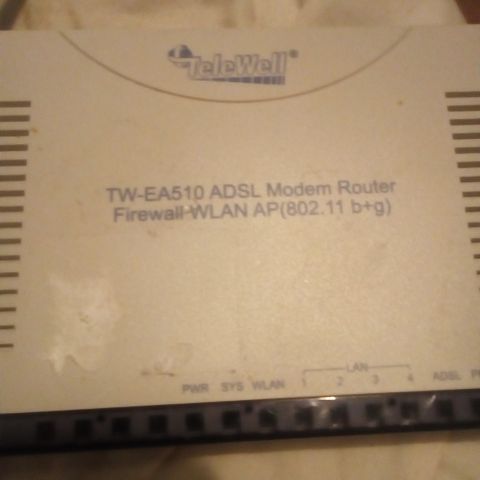 TeleWell®
TW-EA510 ADSL Modem Router
Firewall WLAN AP(802.11 b+g)
LAN
PWR SYS WLAN 1 2 3 4 ADSL